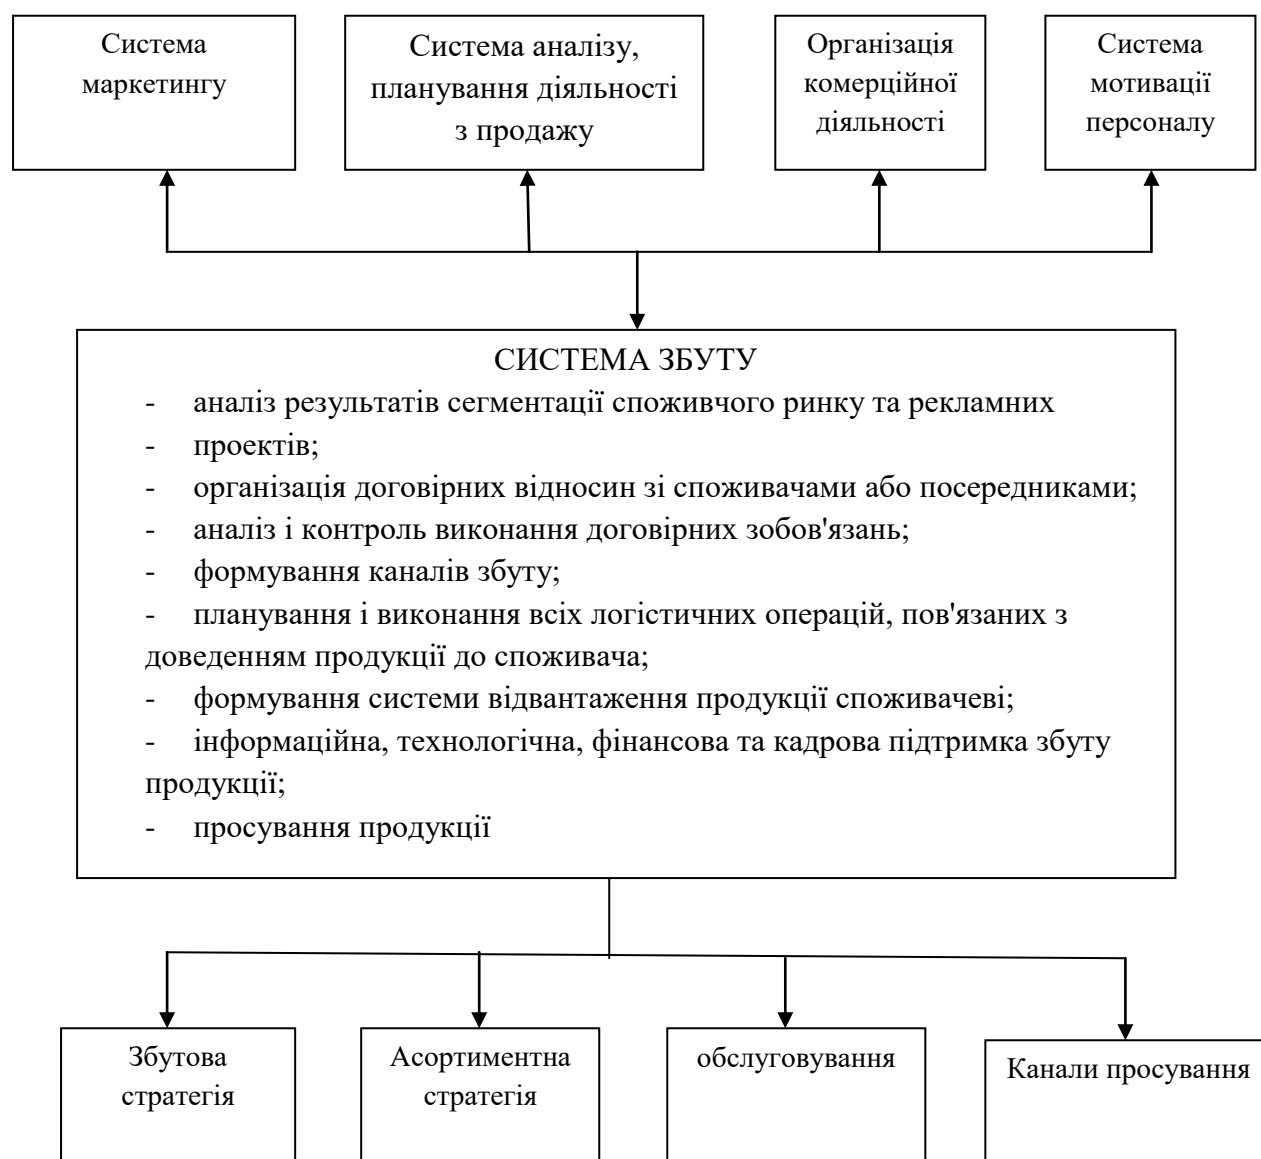 Система
маркетингу
Система аналізу,
планування діяльності
з продажу
Організація
комерційної
діяльності
Система
мотивації
персоналу
СИСТЕМА ЗБУТУ
- аналіз результатів сегментації споживчого ринку та рекламних
- проектів;
- організація договірних відносин зі споживачами або посередниками;
- аналіз і контроль виконання договірних зобов'язань;
- формування каналів збуту;
- планування і виконання всіх логістичних операцій, пов'язаних з
доведенням продукції до споживача;
- формування системи відвантаження продукції споживачеві;
- інформаційна, технологічна, фінансова та кадрова підтримка збуту
продукції;
- просування продукції
Збутова
стратегія
Асортиментна
стратегія
обслуговування
Канали просування